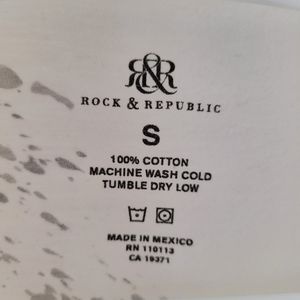 R&R
ROCK & REPUBLIC
S
100% COTTON
MACHINE WASH COLD
TUMBLE DRY LOW
MADE IN MEXICO
RN 110113
CA 19371